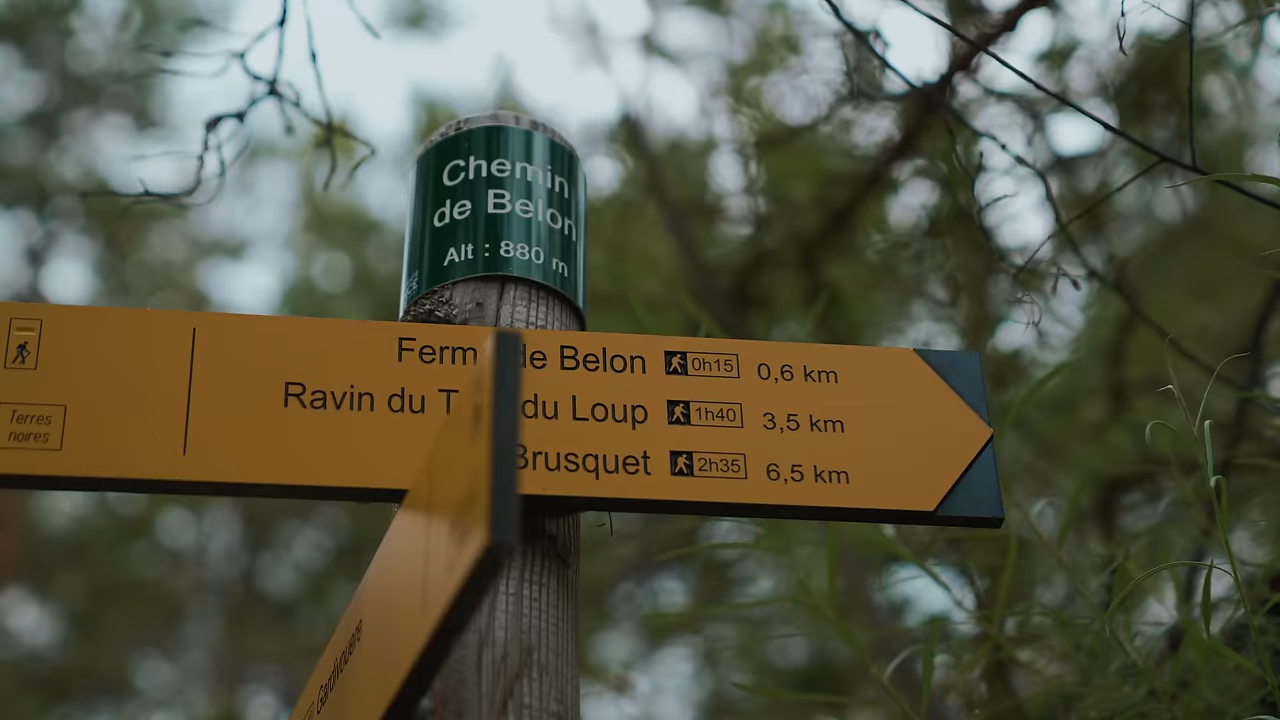 Chemin
de Belon
Alt : 880 m
Ferm de Belon 0h15 0,6 km
Ravin du T du Loup 1h40 3,5 km
Brusquet 2h35 6,5 km
Terres
noires